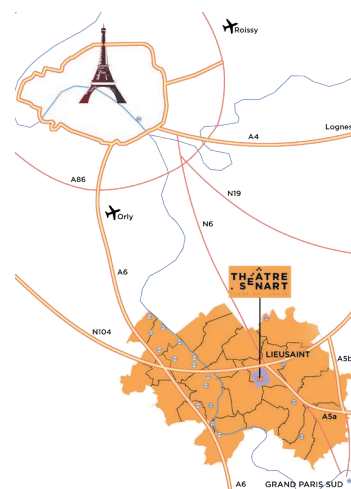 Roissy
A4
Lognes
A86
N19
Orly
N6
A6
THÉÂTRE
SÉNART
N104
LIEUSAINT
A5b
A5a
A6
GRAND PARIS SUD